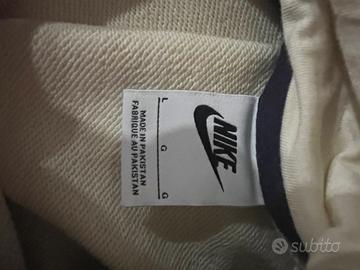 NIKE
L G G
MADE IN PAKISTAN
FABRIQUE AU PAKISTAN
subito